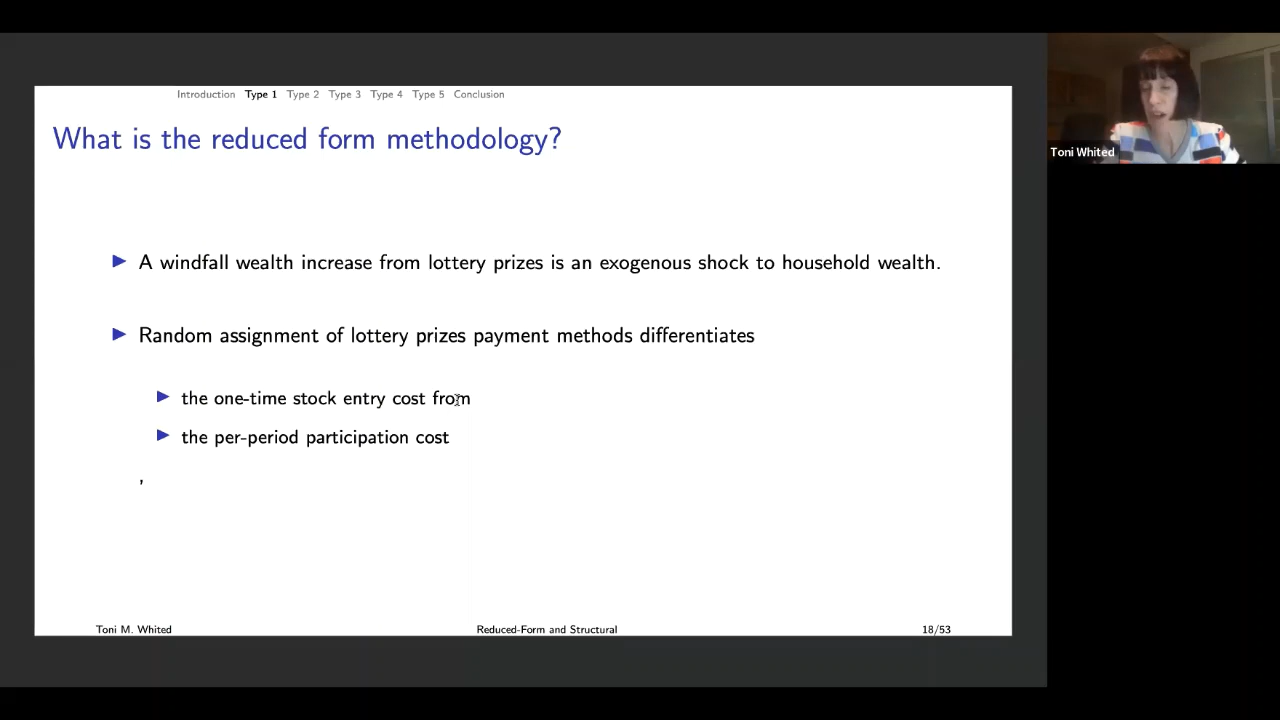 Introduction Type 1 Type 2 Type 3 Type 4 Type 5 Conclusion
What is the reduced form methodology?
A windfall wealth increase from lottery prizes is an exogenous shock to household wealth.
Random assignment of lottery prizes payment methods differentiates
the one-time stock entry cost from
the per-period participation cost
,
Toni M. Whited Reduced-Form and Structural 18/53
Toni Whited